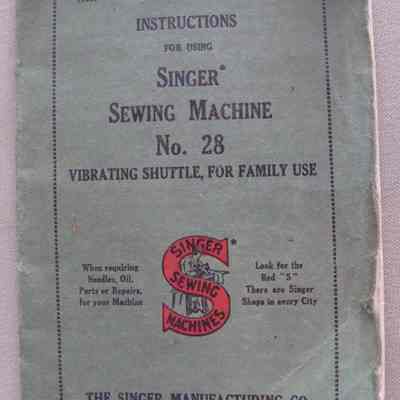 INSTRUCTIONS
FOR USING
SINGER*
SEWING MACHINE
No. 28
VIBRATING SHUTTLE, FOR FAMILY USE
When requiring
Needles, Oil,
Parts or Repairs,
for your Machine
SINGER
SEWING
MACHINES
*
Look for the
Red "S"
There are Singer
Shops in every City
THE SINGER MANUFACTURING CO